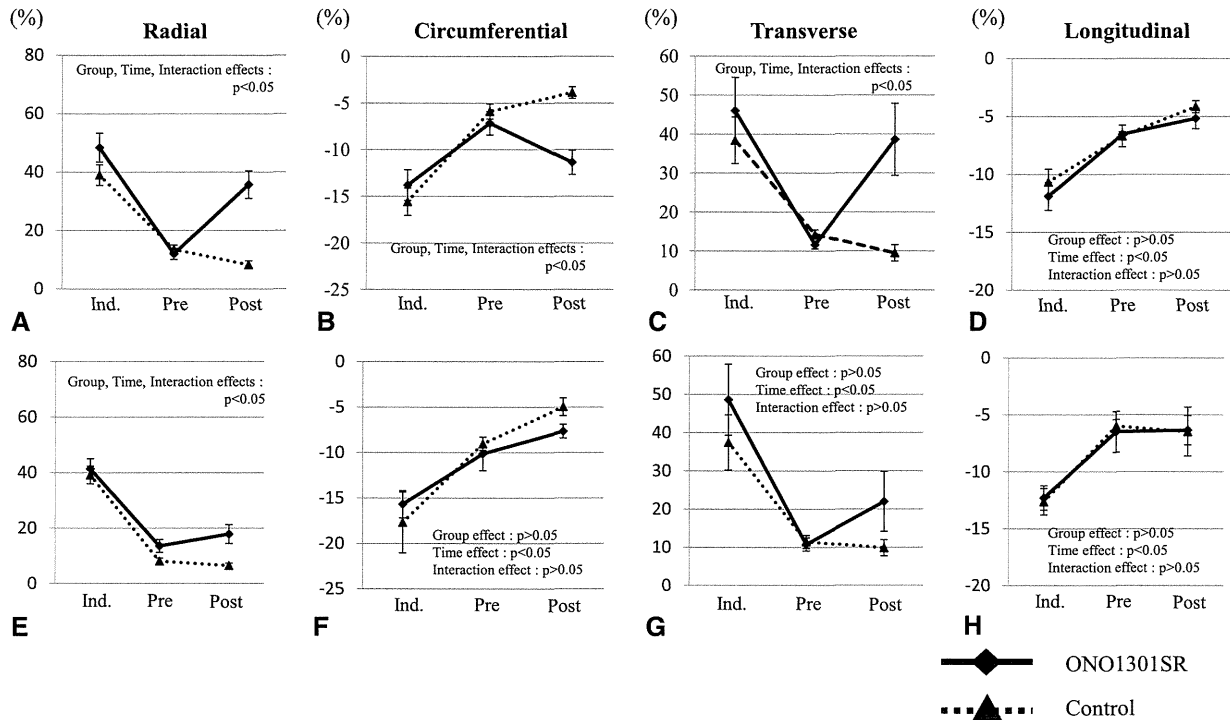 (%) Radial
80
60
40
20
0
Group, Time, Interaction effects :
p<0.05
Ind. Pre Post
A
(%) Circumferential
0
-5
-10
-15
-20
-25
Group, Time, Interaction effects :
p<0.05
Ind. Pre Post
B
(%) Transverse
60
50
40
30
20
10
0
Group, Time, Interaction effects :
p<0.05
Ind. Pre Post
C
(%) Longitudinal
0
-5
-10
-15
-20
Group effect : p>0.05
Time effect : p<0.05
Interaction effect : p>0.05
Ind. Pre Post
D
80
60
40
20
0
Group, Time, Interaction effects :
p<0.05
Ind. Pre Post
E
0
-5
-10
-15
-20
-25
Group effect : p>0.05
Time effect : p<0.05
Interaction effect : p>0.05
Ind. Pre Post
F
60
50
40
30
20
10
0
Group effect : p>0.05
Time effect : p<0.05
Interaction effect : p>0.05
Ind. Pre Post
G
0
-5
-10
-15
-20
Group effect : p>0.05
Time effect : p<0.05
Interaction effect : p>0.05
Ind. Pre Post
H
ONO1301SR
Control